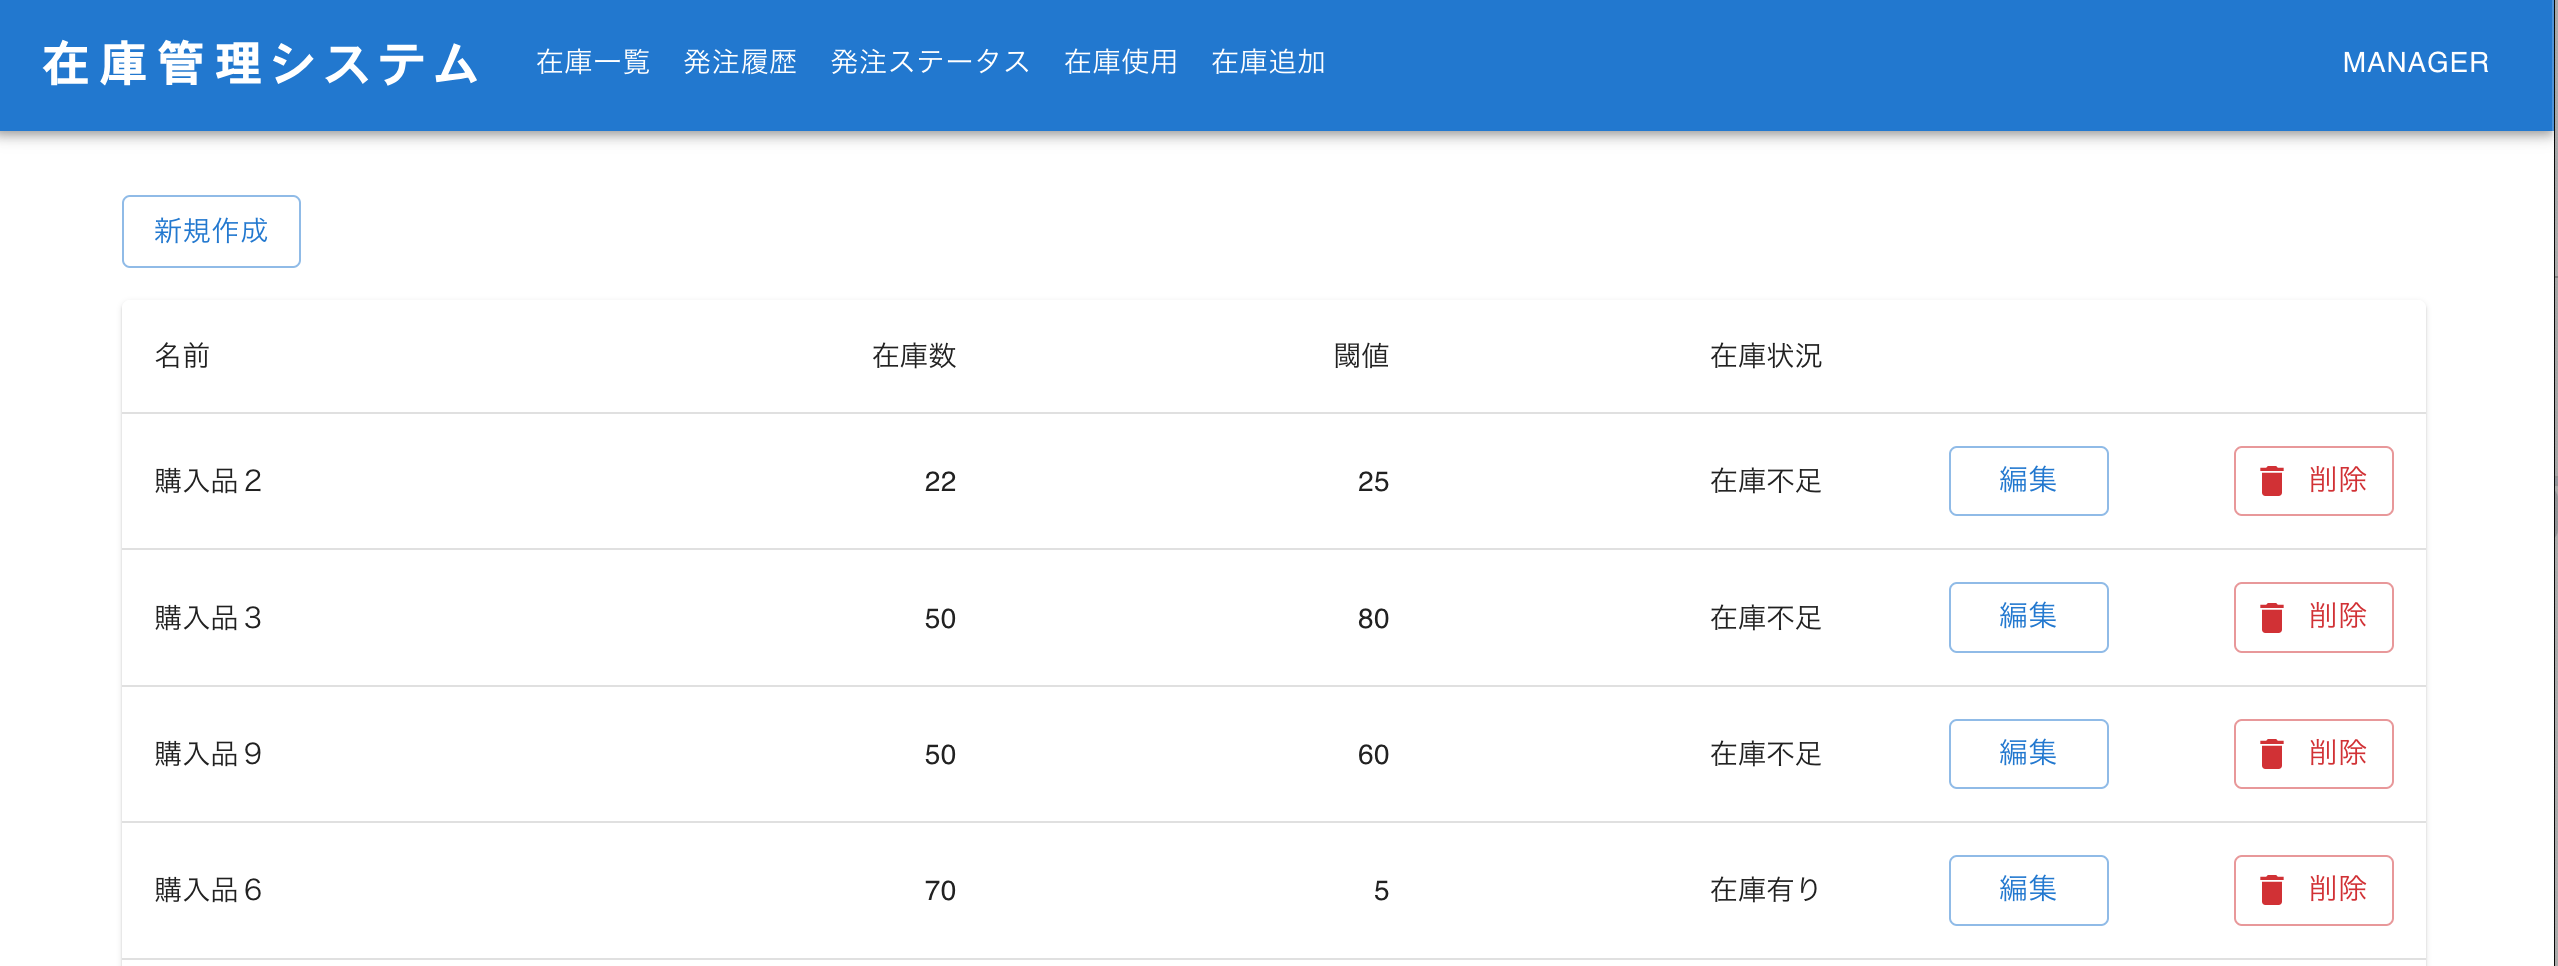 在庫管理システム 在庫一覧 発注履歴 発注ステータス 在庫使用 在庫追加 MANAGER
新規作成
名前 在庫数 閾値 在庫状況
購入品２ 22 25 在庫不足 編集 削除
購入品３ 50 80 在庫不足 編集 削除
購入品９ 50 60 在庫不足 編集 削除
購入品６ 70 5 在庫有り 編集 削除